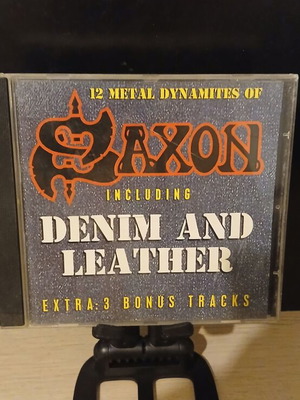 12 METAL DYNAMITES OF
SAXON
INCLUDING
DENIM AND
LEATHER
EXTRA: 3 BONUS TRACKS